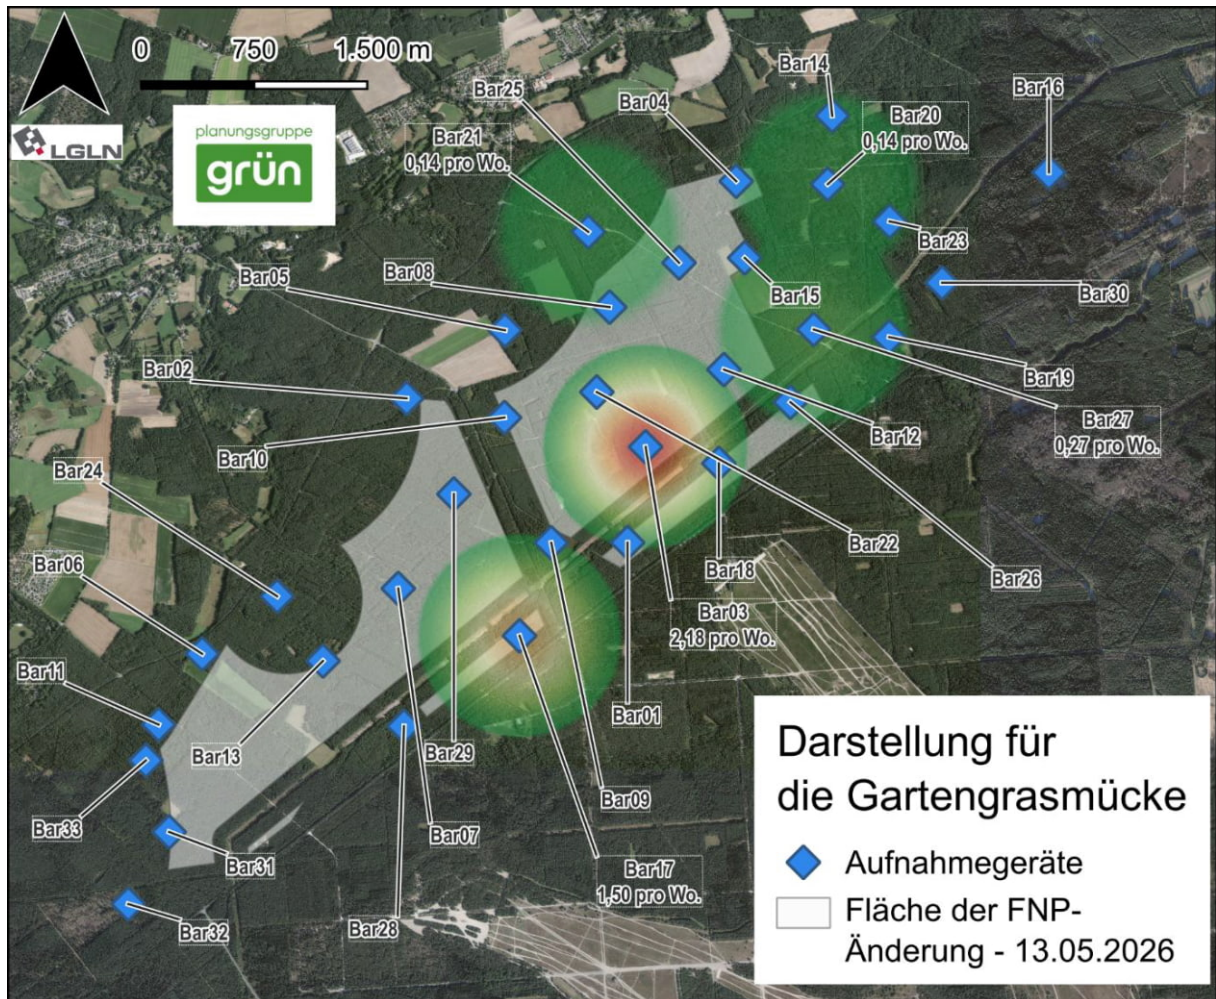 0 750 1.500 m
LGLN
planungsgruppe
grün
Bar14
Bar25
Bar04
Bar16
Bar21
0,14 pro Wo.
Bar20
0,14 pro Wo.
Bar23
Bar05
Bar08
Bar15
Bar30
Bar02
Bar19
Bar27
0,27 pro Wo.
Bar12
Bar10
Bar24
Bar22
Bar06
Bar18
Bar26
Bar03
2,18 pro Wo.
Bar11
Bar01
Bar13
Bar29
Bar09
Bar33
Bar07
Bar31
Bar17
1,50 pro Wo.
Bar32
Bar28
Darstellung für
die Gartengrasmücke
Aufnahmegeräte
Fläche der FNP-
Änderung - 13.05.2026